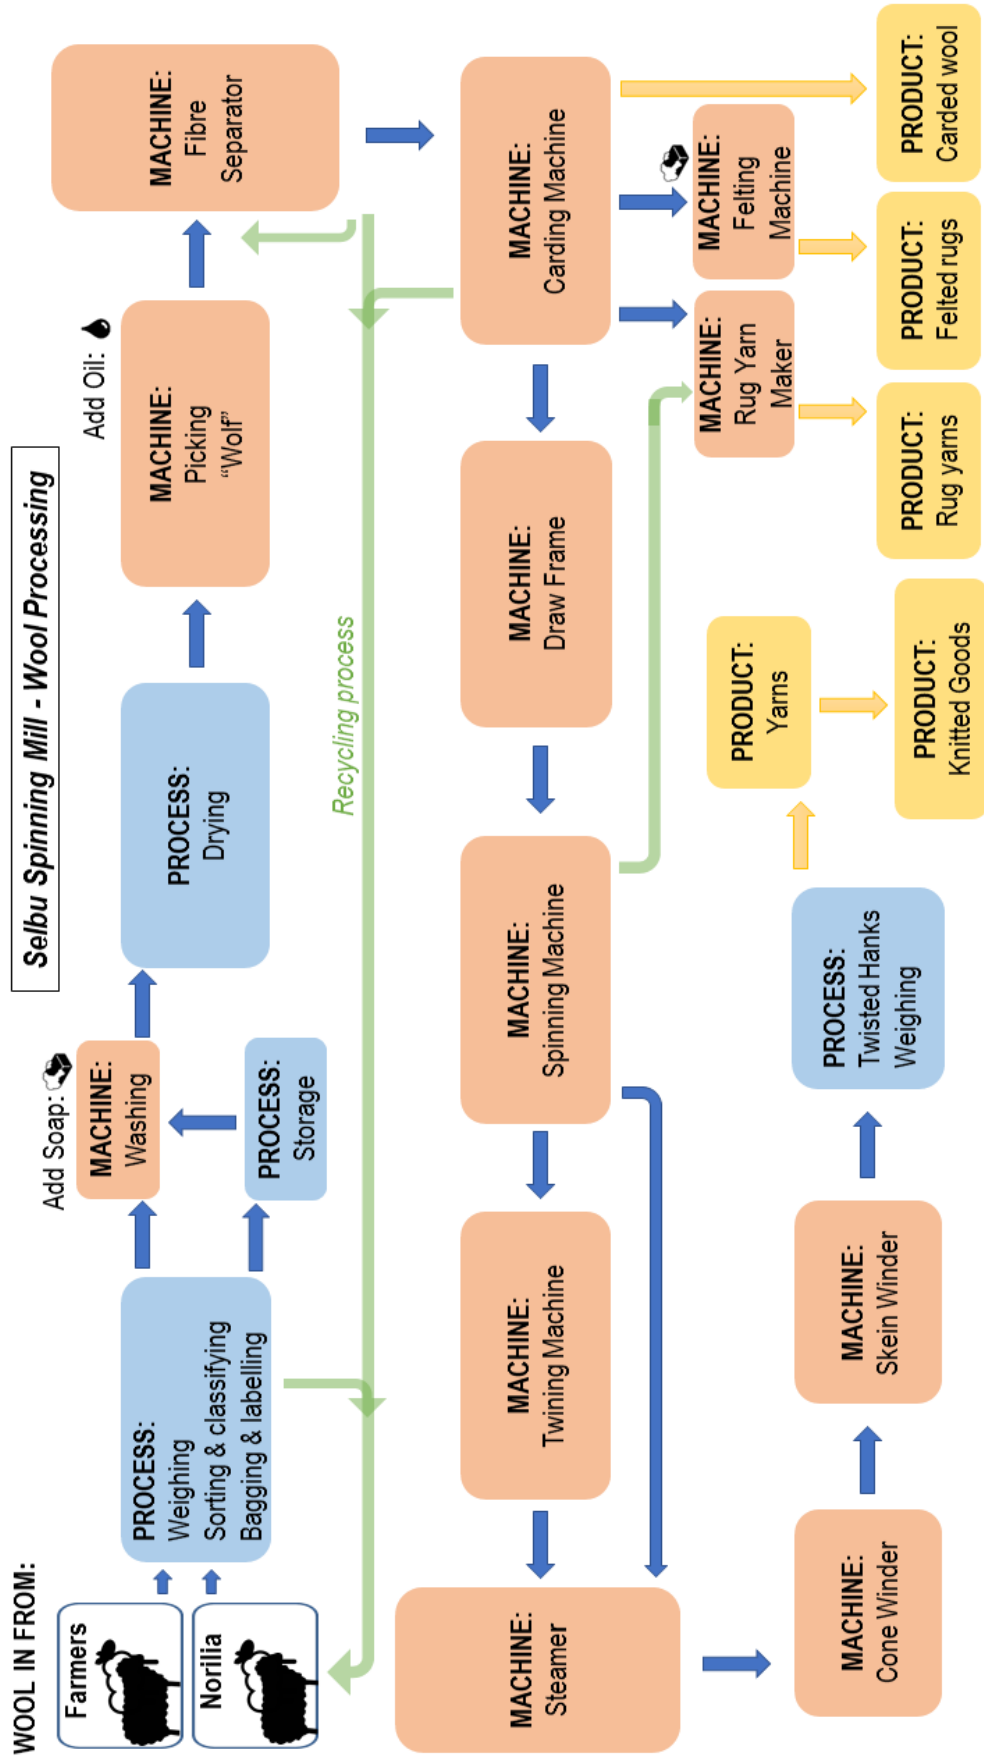 Selbu Spinning Mill - Wool Processing
WOOL IN FROM:
Farmers
Norilia
PROCESS:
Weighing
Sorting & classifying
Bagging & labelling
Add Soap:
MACHINE:
Washing
PROCESS:
Storage
PROCESS:
Drying
Add Oil:
MACHINE:
Picking
“Wolf”
MACHINE:
Fibre
Separator
Recycling process
MACHINE:
Steamer
MACHINE:
Twining Machine
MACHINE:
Spinning Machine
MACHINE:
Draw Frame
MACHINE:
Carding Machine
MACHINE:
Rug Yarn
Maker
MACHINE:
Felting
Machine
MACHINE:
Cone Winder
MACHINE:
Skein Winder
PROCESS:
Twisted Hanks
Weighing
PRODUCT:
Yarns
PRODUCT:
Knitted Goods
PRODUCT:
Rug yarns
PRODUCT:
Felted rugs
PRODUCT:
Carded wool